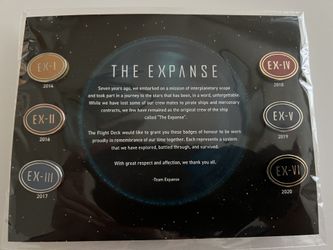 THE EXPANSE
EX-I
2014
EX-II
2016
EX-III
2017
Seven years ago, we embarked on a mission of interplanetary scope
and took part in a journey to the stars that has been, in a word, unforgettable.
While we have lost some of our crew mates to pirate ships and mercenary
contracts, we few have remained as the original crew of the ship
called "The Expanse".
The Flight Deck would like to grant you these badges of honour to be worn
proudly in remembrance of our time together. Each represents a system
that we have explored, battled through, and survived.
With great respect and affection, we thank you all.
-Team Expanse
EX-IV
2018
EX-V
2019
EX-VI
2020